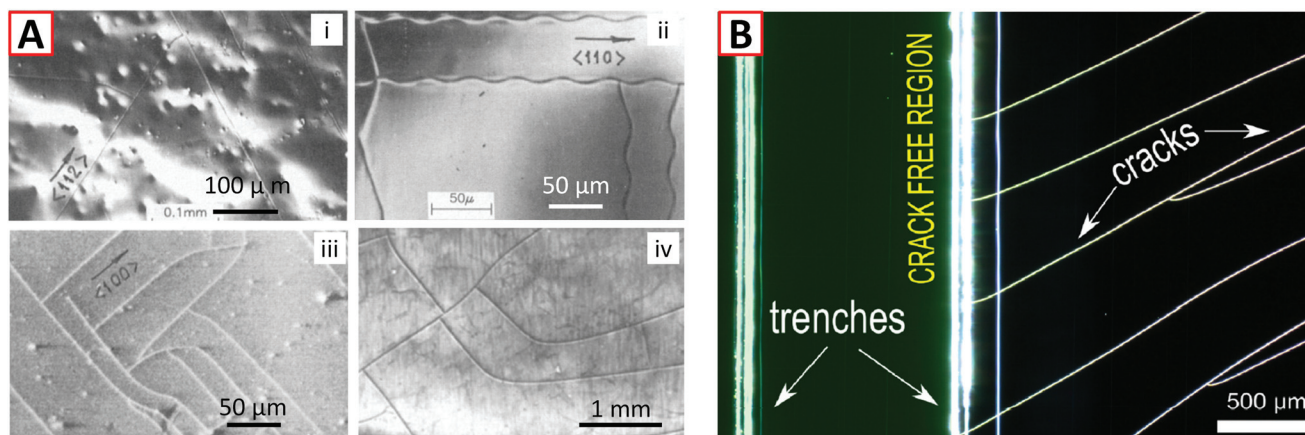 A
i
<112>
0.1mm
100 µ m
ii
<110>
50µ
50 µm
iii
<100>
50 µm
iv
1 mm
B
CRACK FREE REGION
cracks
trenches
500 µm